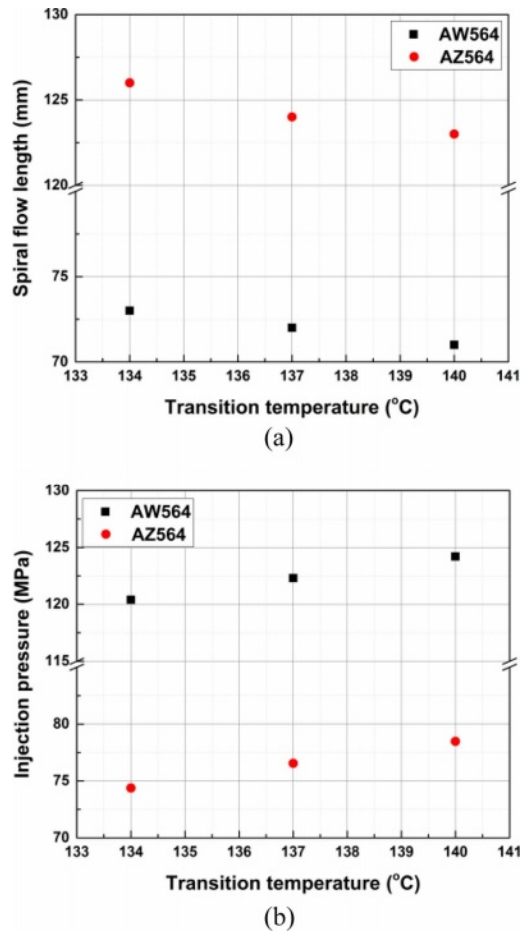 130
AW564
AZ564
125
120
75
70
Spiral flow length (mm)
133 134 135 136 137 138 139 140 141
Transition temperature (°C)
(a)
130
AW564
AZ564
125
120
115
80
75
70
Injection pressure (MPa)
133 134 135 136 137 138 139 140 141
Transition temperature (°C)
(b)